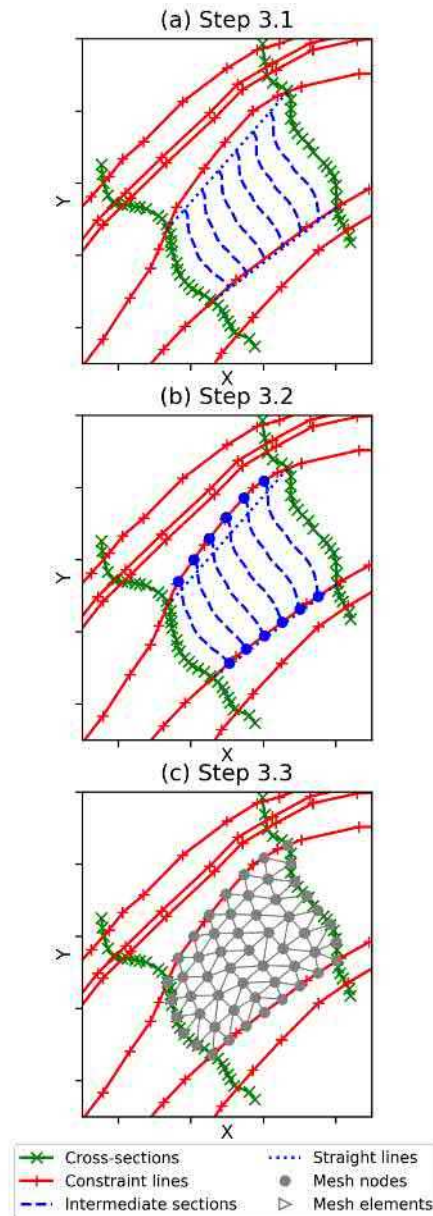 (a) Step 3.1
Y
X
(b) Step 3.2
Y
X
(c) Step 3.3
Y
X
Cross-sections
Constraint lines
Intermediate sections
Straight lines
Mesh nodes
Mesh elements